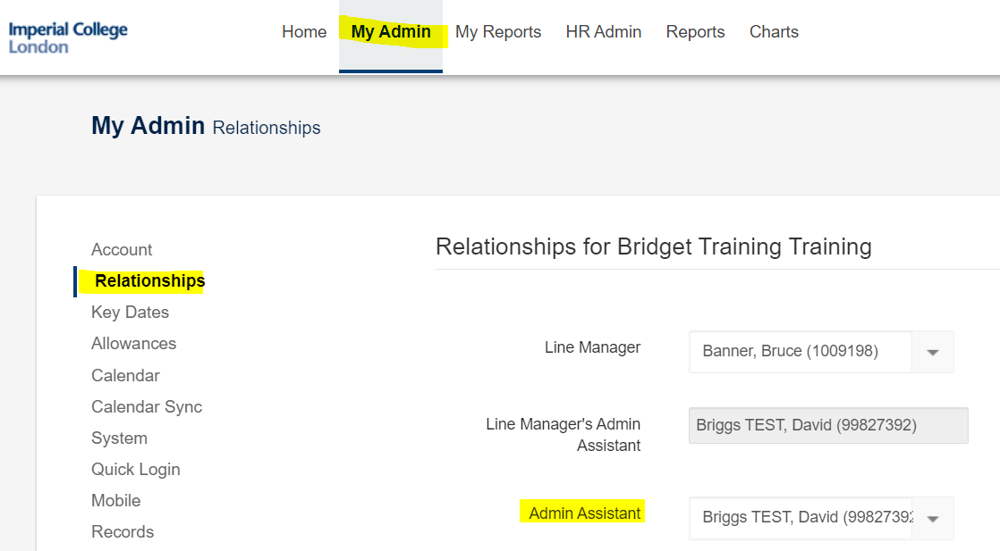 Imperial College
London
Home My Admin My Reports HR Admin Reports Charts
My Admin Relationships
Account
Relationships
Key Dates
Allowances
Calendar
Calendar Sync
System
Quick Login
Mobile
Records
Relationships for Bridget Training Training
Line Manager Banner, Bruce (1009198)
Line Manager's Admin
Assistant
Briggs TEST, David (99827392)
Admin Assistant Briggs TEST, David (99827392